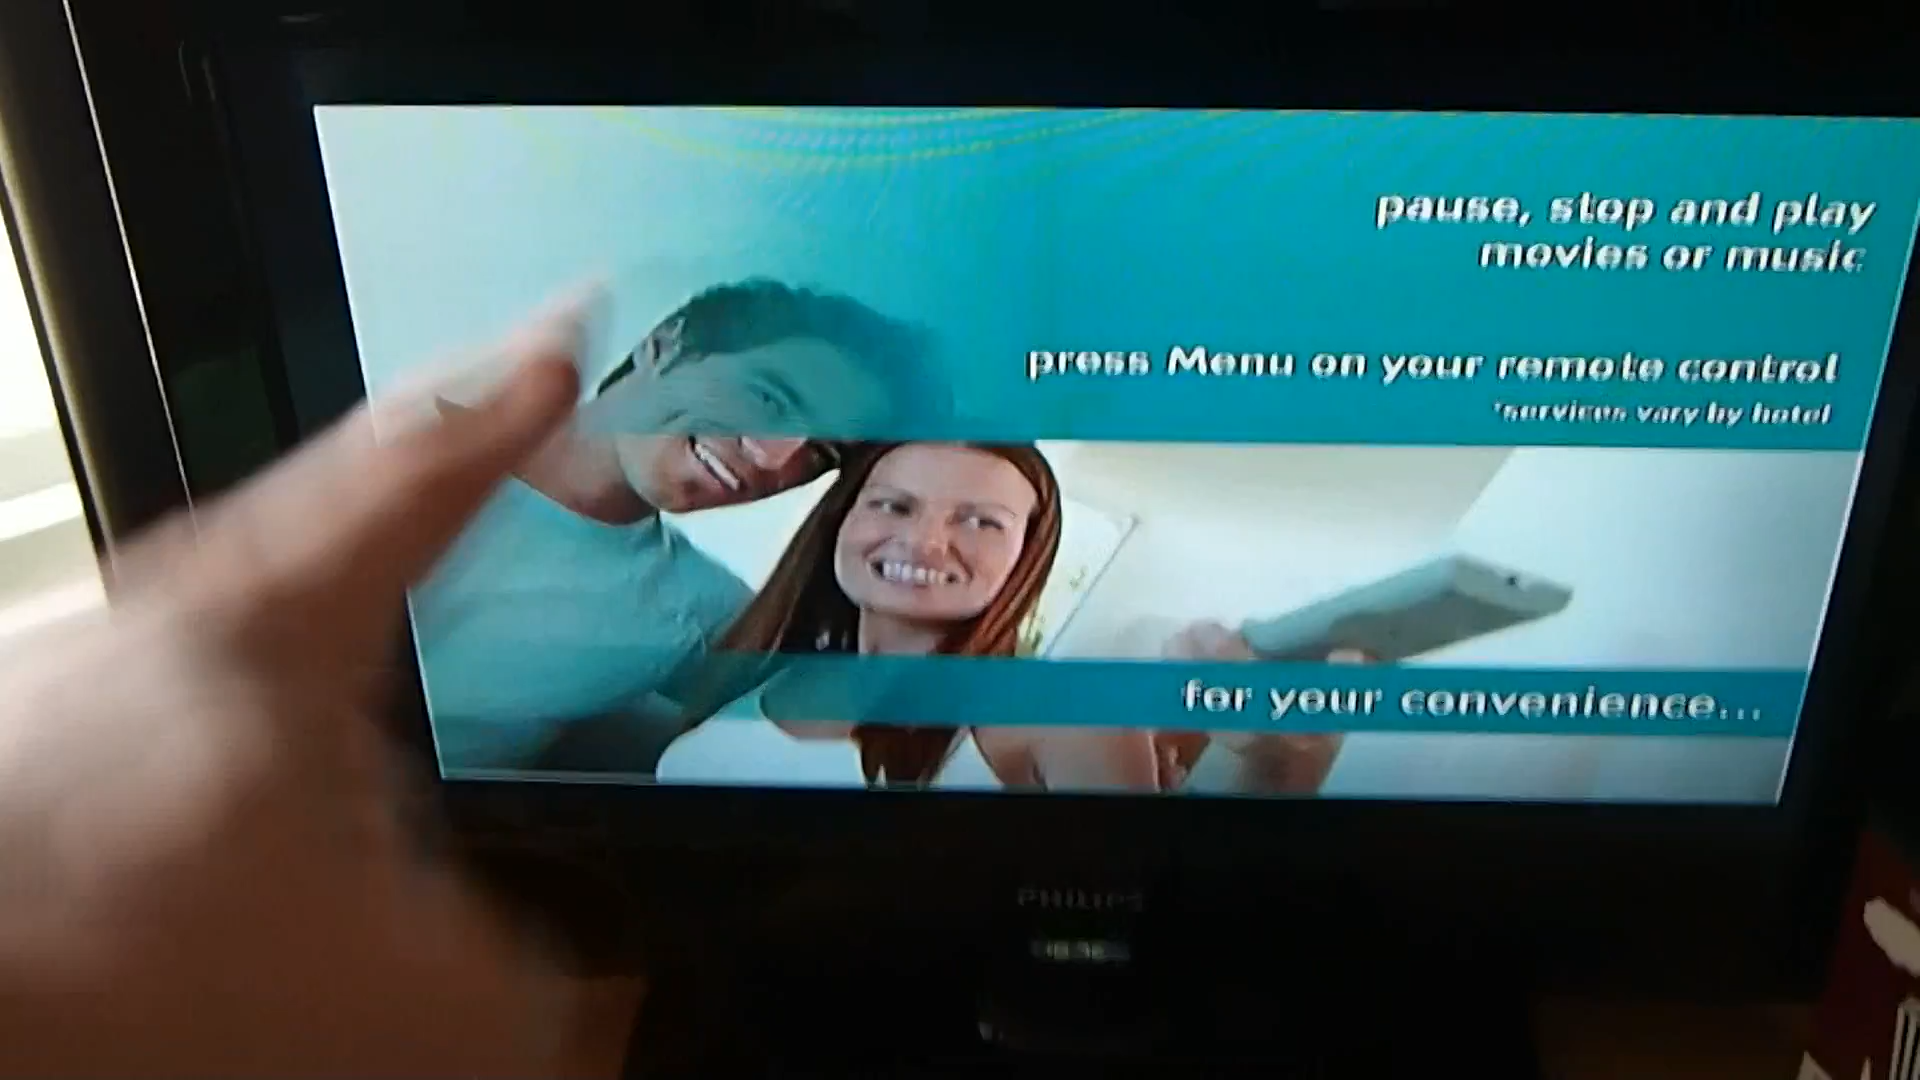 pause, stop and play
movies or music
press Menu on your remote control
*services vary by hotel
for your convenience...
PHILIPS